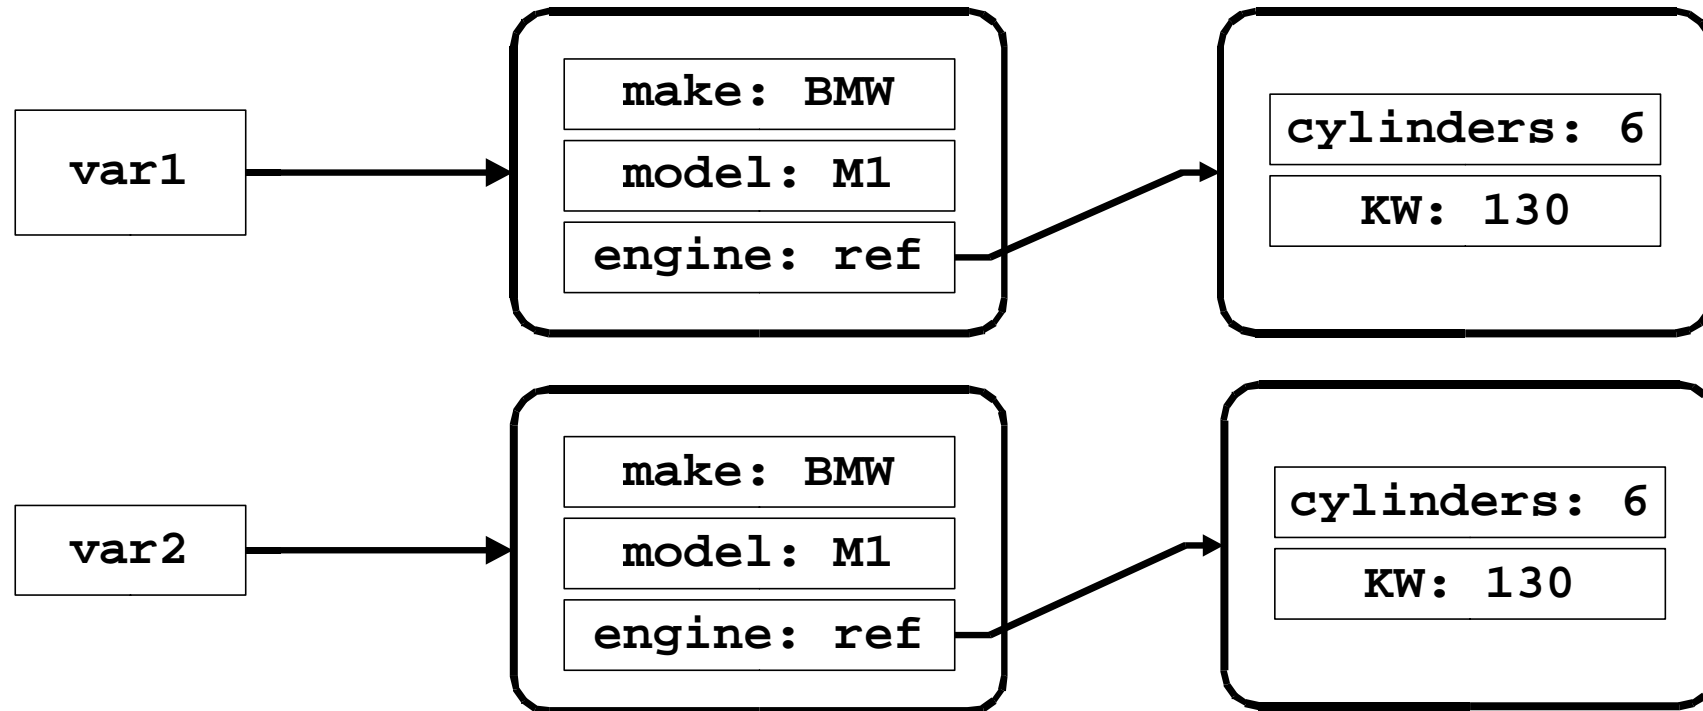 var1
make: BMW
model: M1
engine: ref
cylinders: 6
KW: 130
var2
make: BMW
model: M1
engine: ref
cylinders: 6
KW: 130